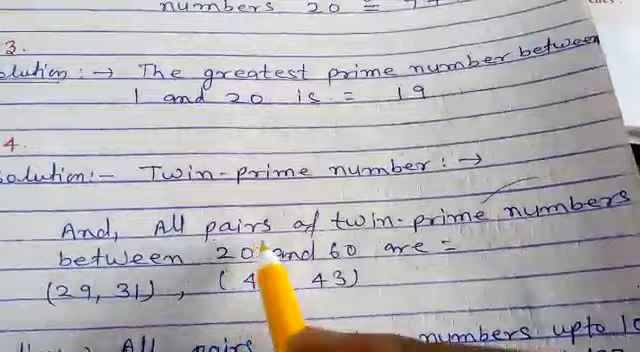 numbers 20 =
3.
olution :→ The greatest prime number between
1 and 20 is = 19
4.
olution:- Twin-prime number :→
And, All pairs of twin-prime numbers
between 20 and 60 are =
(29, 31) , (4 43)
All pairs numbers upto